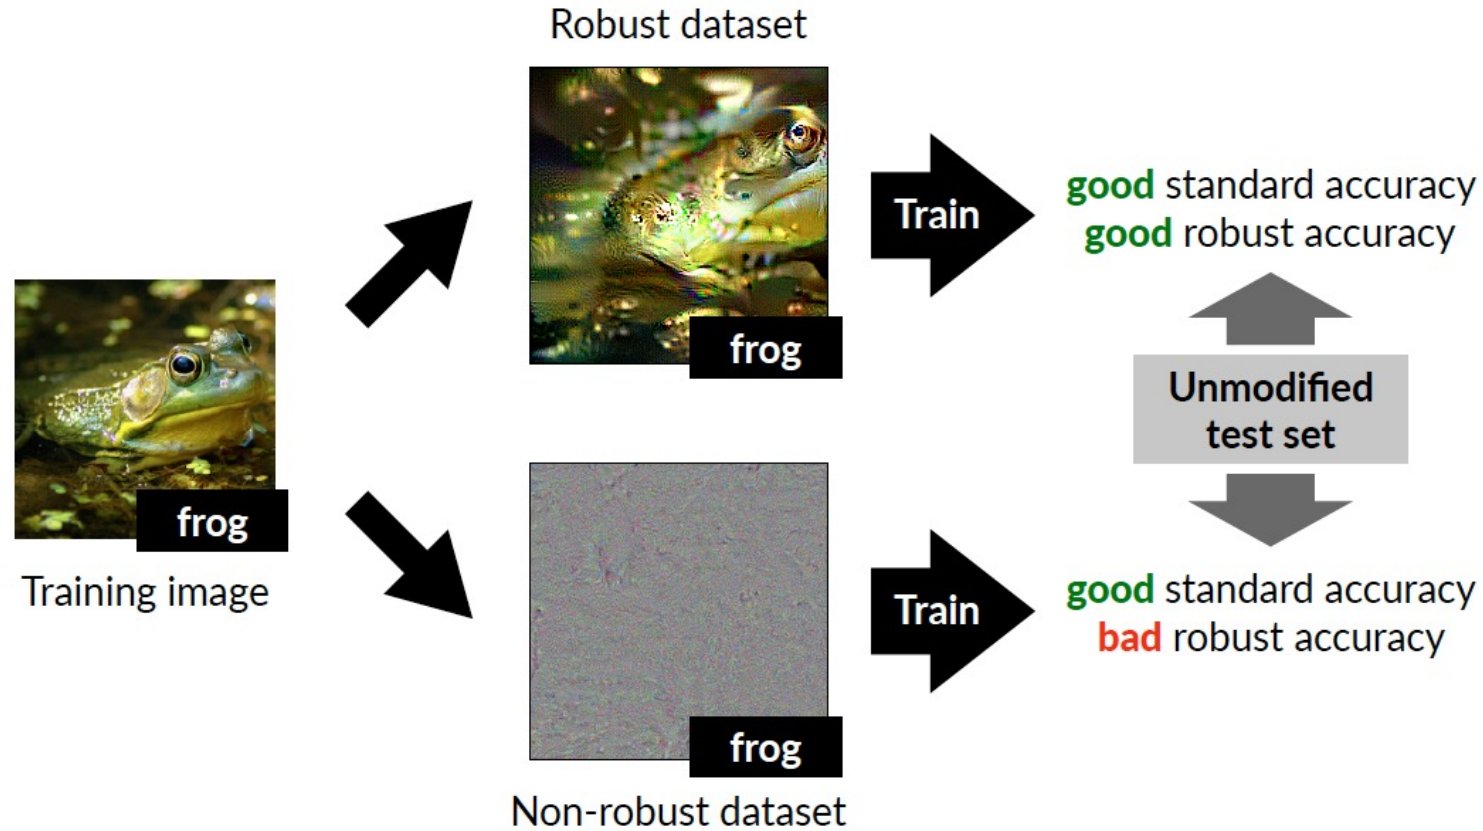 Robust dataset
frog
Train
good standard accuracy
good robust accuracy
frog
Training image
Unmodified
test set
frog
Train
good standard accuracy
bad robust accuracy
Non-robust dataset